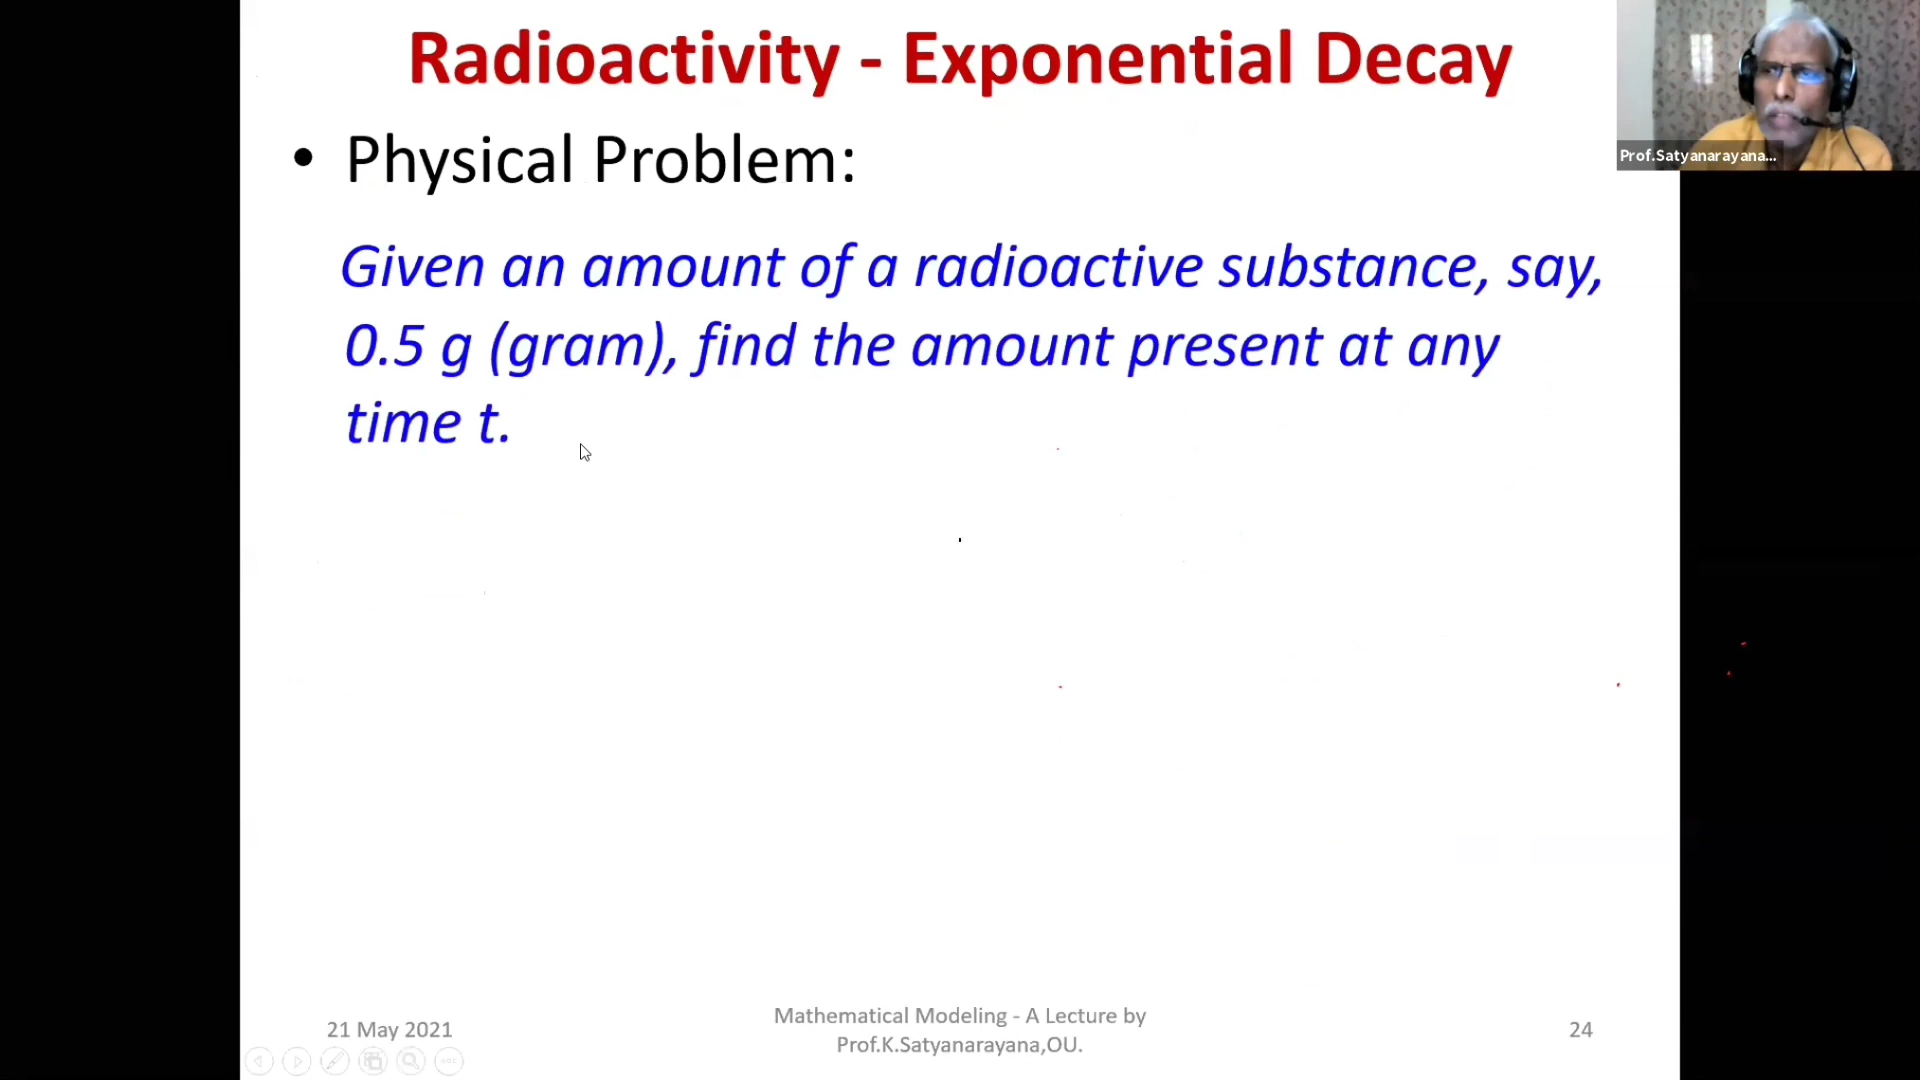 Radioactivity - Exponential Decay
Prof.Satyanarayana...
• Physical Problem:
Given an amount of a radioactive substance, say,
0.5 g (gram), find the amount present at any
time t.
21 May 2021
Mathematical Modeling - A Lecture by
Prof.K.Satyanarayana,OU.
24